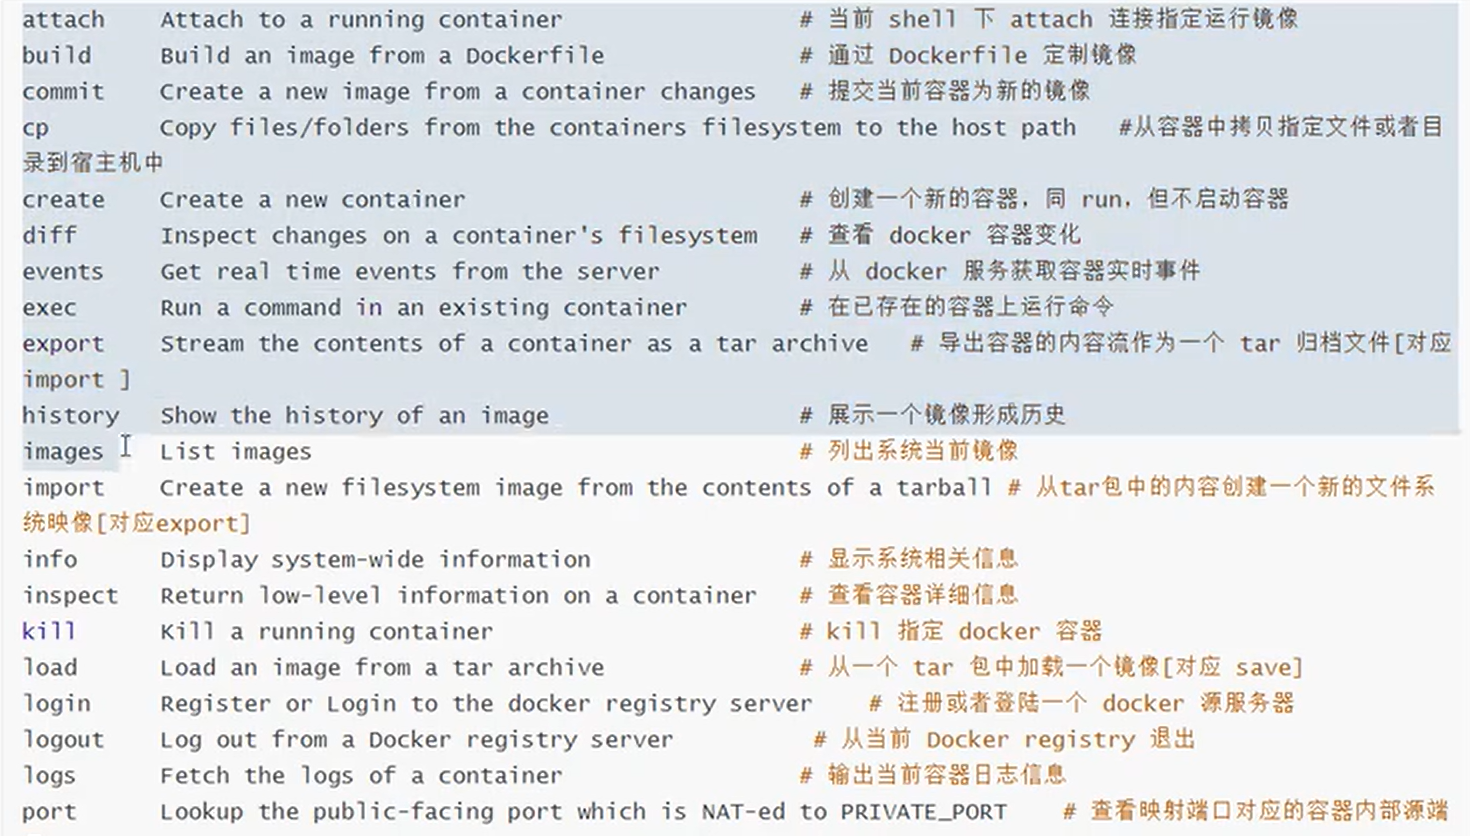 attach Attach to a running container # 当前 shell 下 attach 连接指定运行镜像
build Build an image from a Dockerfile # 通过 Dockerfile 定制镜像
commit Create a new image from a container changes # 提交当前容器为新的镜像
cp Copy files/folders from the containers filesystem to the host path #从容器中拷贝指定文件或者目
录到宿主机中
create Create a new container # 创建一个新的容器，同 run，但不启动容器
diff Inspect changes on a container's filesystem # 查看 docker 容器变化
events Get real time events from the server # 从 docker 服务获取容器实时事件
exec Run a command in an existing container # 在已存在的容器上运行命令
export Stream the contents of a container as a tar archive # 导出容器的内容流作为一个 tar 归档文件[对应
import ]
history Show the history of an image # 展示一个镜像形成历史
images List images # 列出系统当前镜像
import Create a new filesystem image from the contents of a tarball # 从tar包中的内容创建一个新的文件系
统映像[对应export]
info Display system-wide information # 显示系统相关信息
inspect Return low-level information on a container # 查看容器详细信息
kill Kill a running container # kill 指定 docker 容器
load Load an image from a tar archive # 从一个 tar 包中加载一个镜像[对应 save]
login Register or Login to the docker registry server # 注册或者登陆一个 docker 源服务器
logout Log out from a Docker registry server # 从当前 Docker registry 退出
logs Fetch the logs of a container # 输出当前容器日志信息
port Lookup the public-facing port which is NAT-ed to PRIVATE_PORT # 查看映射端口对应的容器内部源端